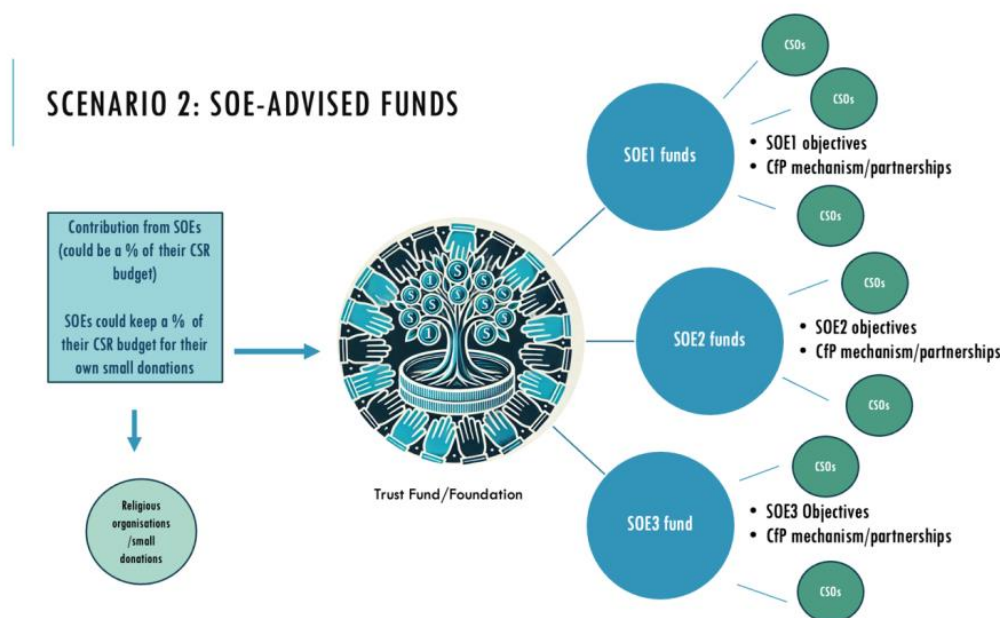 SCENARIO 2: SOE-ADVISED FUNDS
Contribution from SOEs
(could be a % of their CSR
budget)
SOEs could keep a % of
their CSR budget for their
own small donations
Religious
organisations
/small
donations
Trust Fund/Foundation
SOE1 funds
CSOs
CSOs
• SOE1 objectives
• CfP mechanism/partnerships
CSOs
SOE2 funds
CSOs
• SOE2 objectives
• CfP mechanism/partnerships
CSOs
SOE3 fund
CSOs
• SOE3 Objectives
• CfP mechanism/partnerships
CSOs